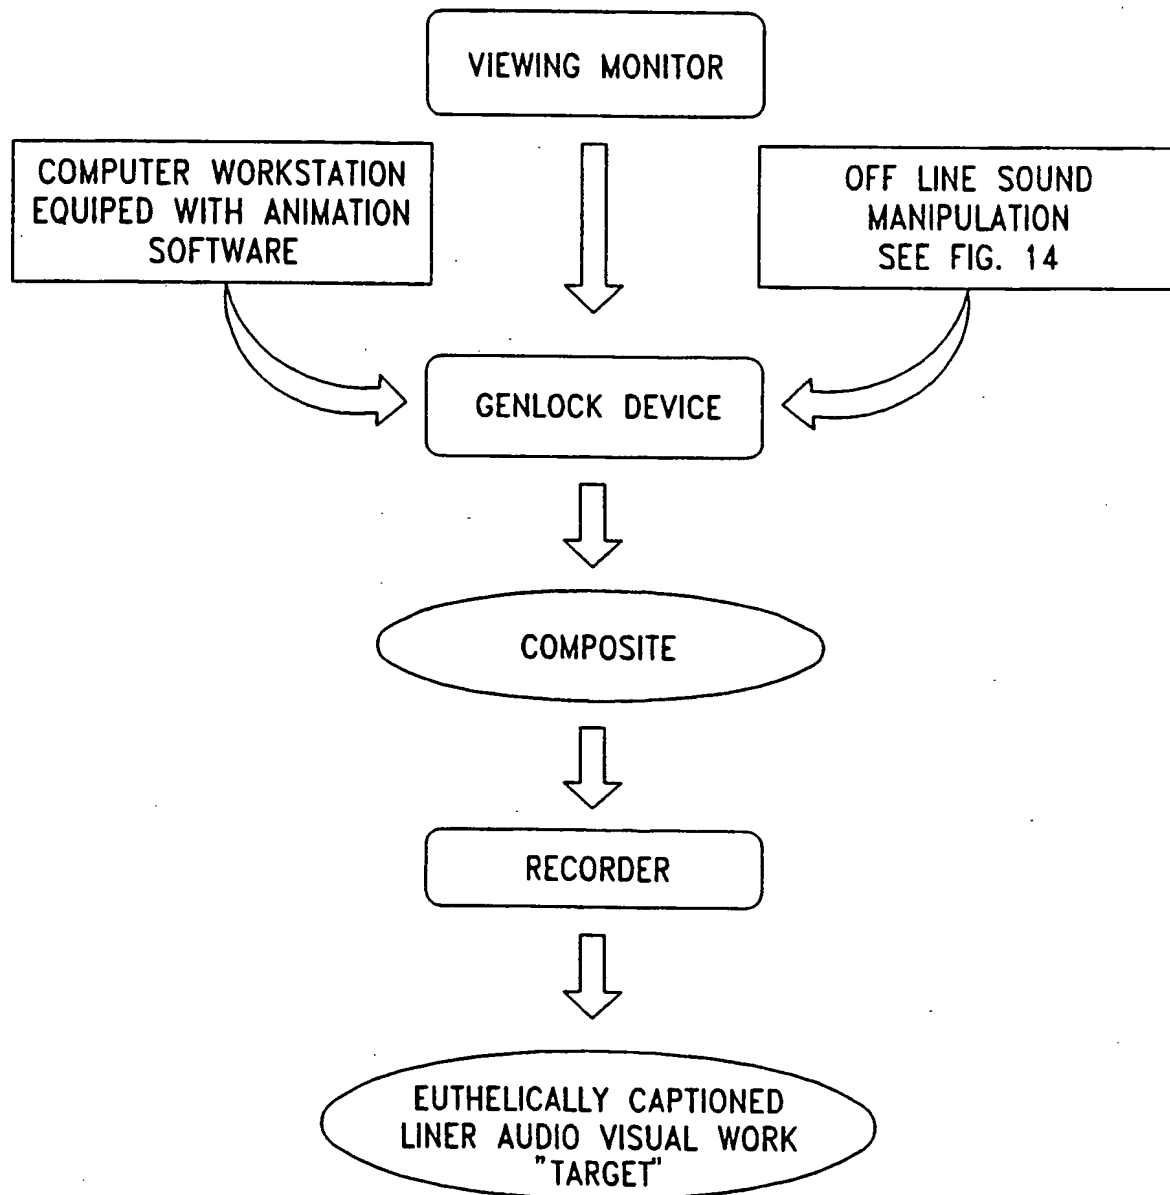 VIEWING MONITOR
COMPUTER WORKSTATION
EQUIPED WITH ANIMATION
SOFTWARE
OFF LINE SOUND
MANIPULATION
SEE FIG. 14
GENLOCK DEVICE
COMPOSITE
RECORDER
EUTHELICALLY CAPTIONED
LINER AUDIO VISUAL WORK
"TARGET"